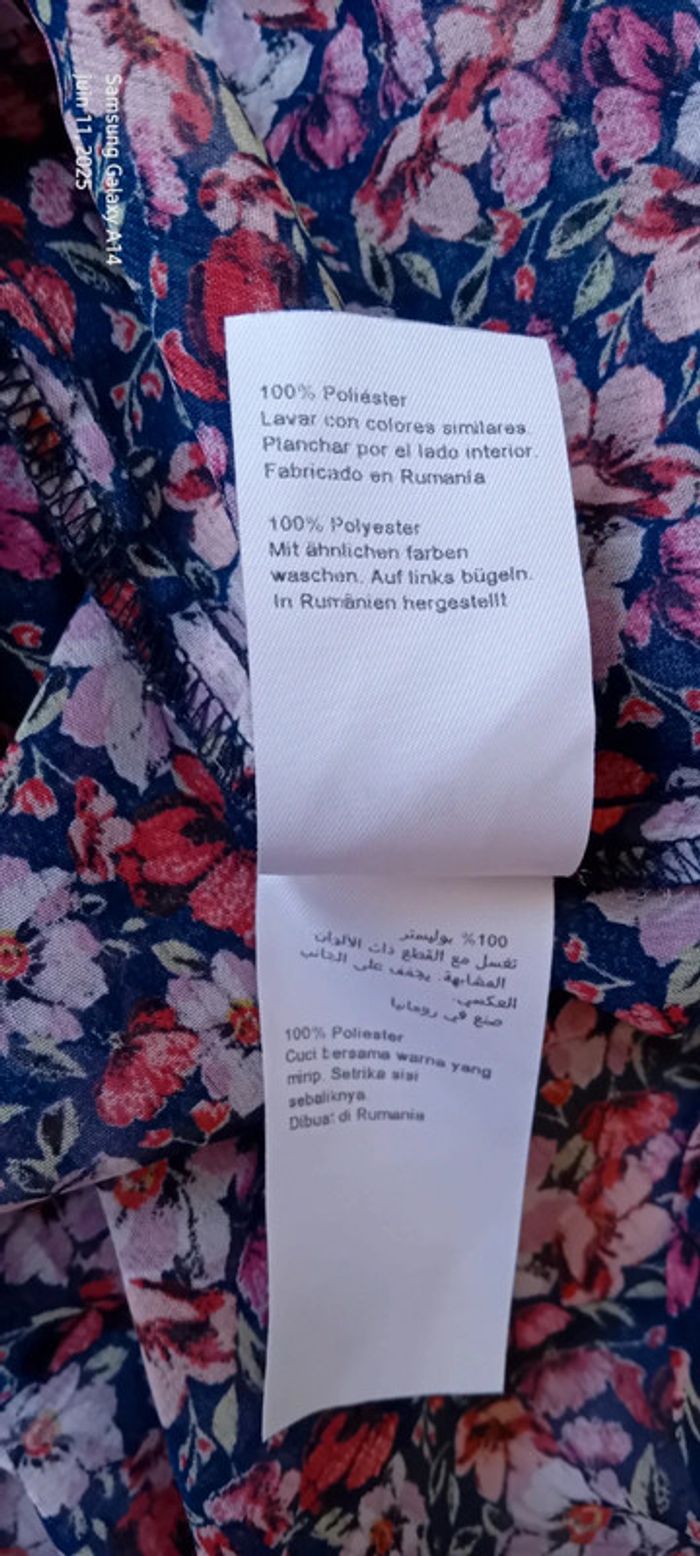 Samsung Galaxy A14
juin 11, 2025
100% Poliéster
Lavar con colores similares.
Planchar por el lado interior.
Fabricado en Rumanía
100% Polyester
Mit ähnlichen farben
waschen. Auf links bügeln.
In Rumänien hergestellt
100% بوليستر
تغسل مع القطع ذات الألوان
المشابهة. يجفف على الجانب
العكسي.
صنع في رومانيا
100% Poliester
Cuci bersama warna yang
mirip. Setrika sisi
sebaliknya
Dibuat di Rumania